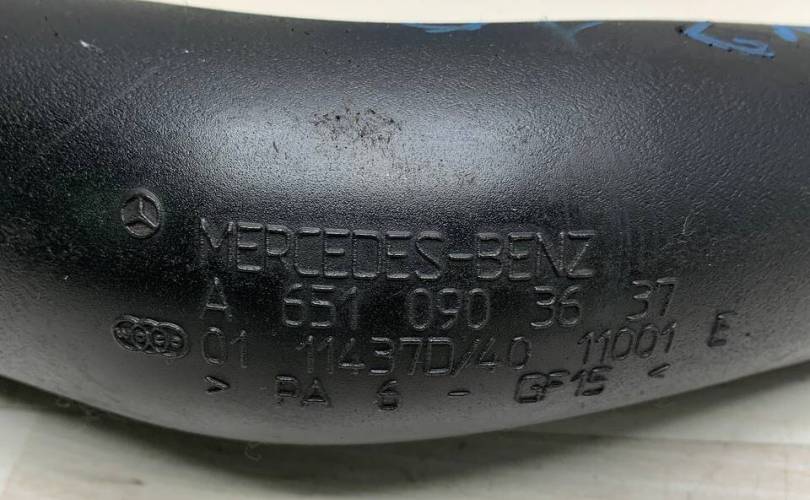 MERCEDES-BENZ
A 651 090 36 37
01 11437D/40 11001 E
> PA 6 - GF15 <